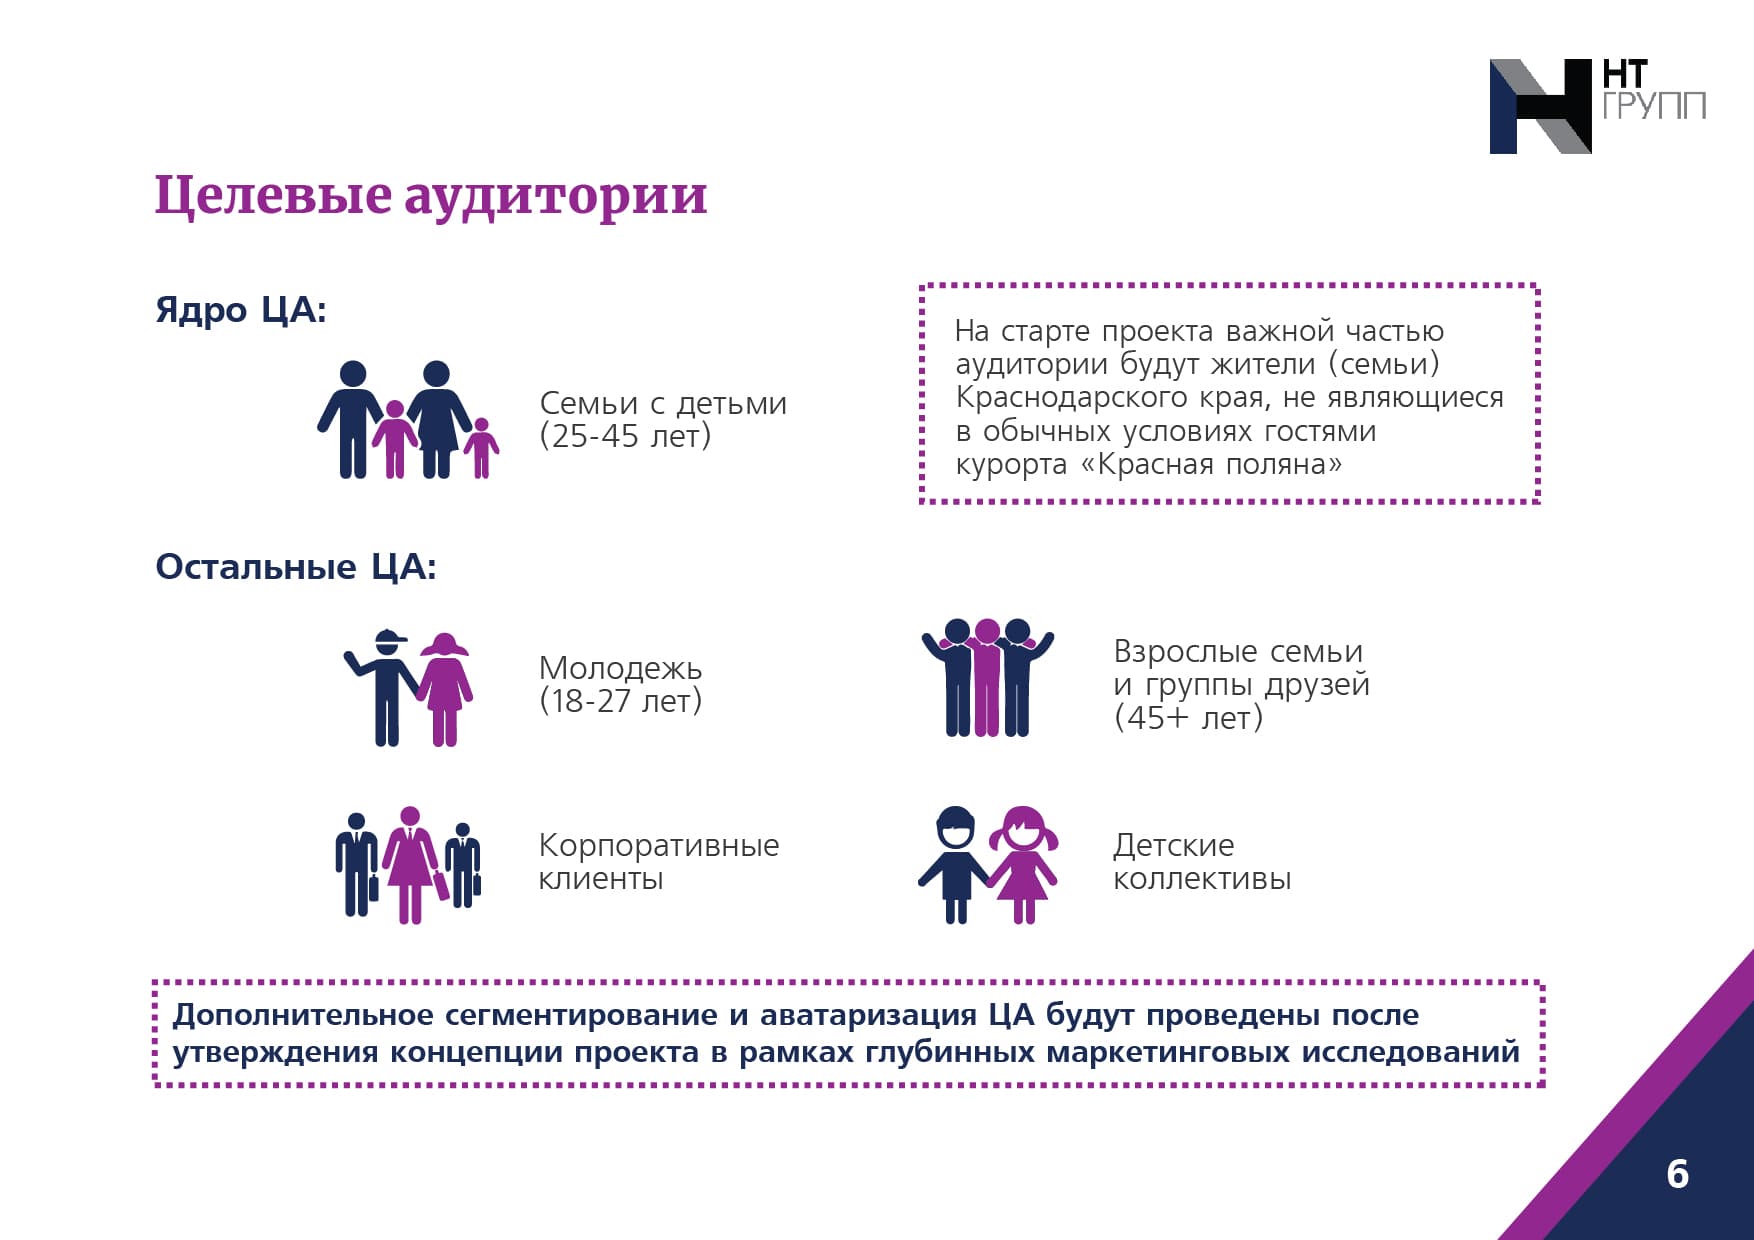 НТ
ГРУПП
Целевые аудитории
Ядро ЦА:
Семьи с детьми
(25-45 лет)
На старте проекта важной частью
аудитории будут жители (семьи)
Краснодарского края, не являющиеся
в обычных условиях гостями
курорта «Красная поляна»
Остальные ЦА:
Молодежь
(18-27 лет)
Взрослые семьи
и группы друзей
(45+ лет)
Корпоративные
клиенты
Детские
коллективы
Дополнительное сегментирование и аватаризация ЦА будут проведены после
утверждения концепции проекта в рамках глубинных маркетинговых исследований
6